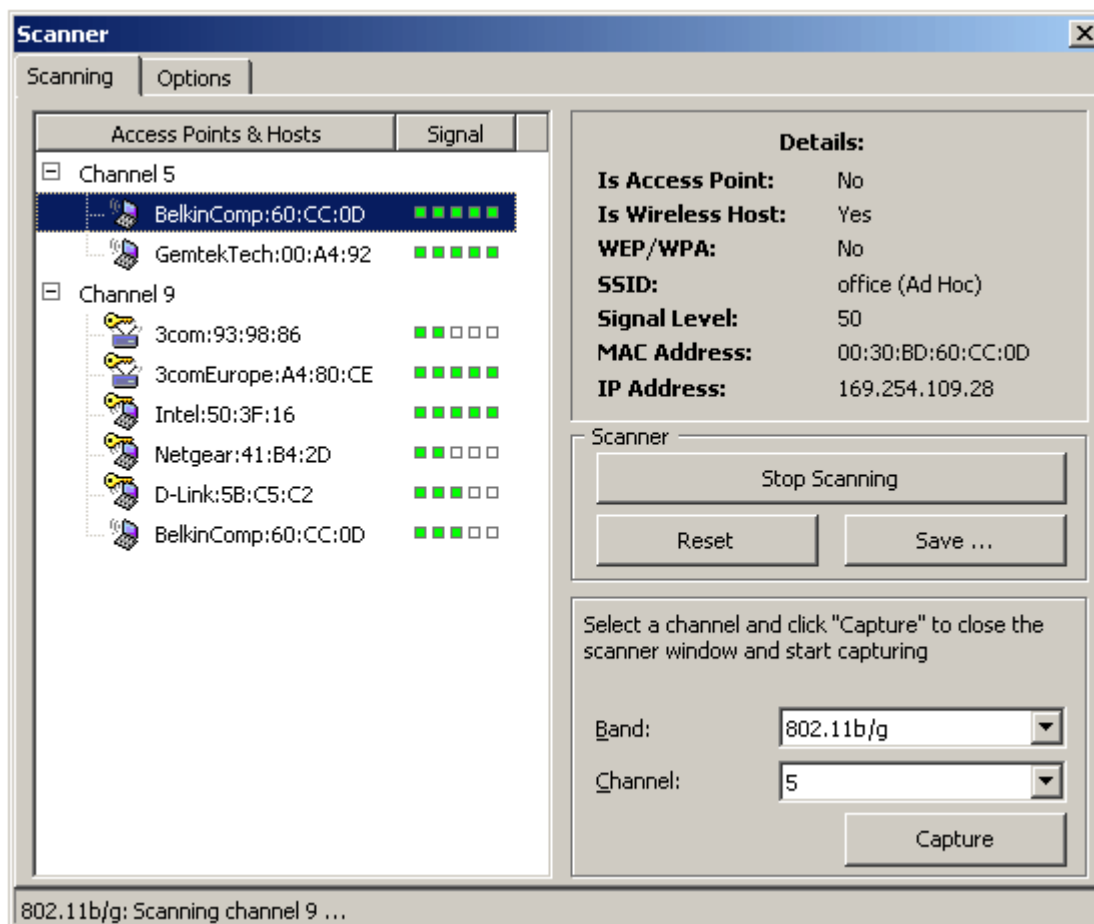 Scanner
Scanning Options
Access Points & Hosts Signal
Channel 5
BelkinComp:60:CC:0D
GemtekTech:00:A4:92
Channel 9
3com:93:98:86
3comEurope:A4:80:CE
Intel:50:3F:16
Netgear:41:B4:2D
D-Link:5B:C5:C2
BelkinComp:60:CC:0D
Details:
Is Access Point: No
Is Wireless Host: Yes
WEP/WPA: No
SSID: office (Ad Hoc)
Signal Level: 50
MAC Address: 00:30:BD:60:CC:0D
IP Address: 169.254.109.28
Scanner
Stop Scanning
Reset Save ...
Select a channel and click "Capture" to close the
scanner window and start capturing
Band: 802.11b/g
Channel: 5
Capture
802.11b/g: Scanning channel 9 ...